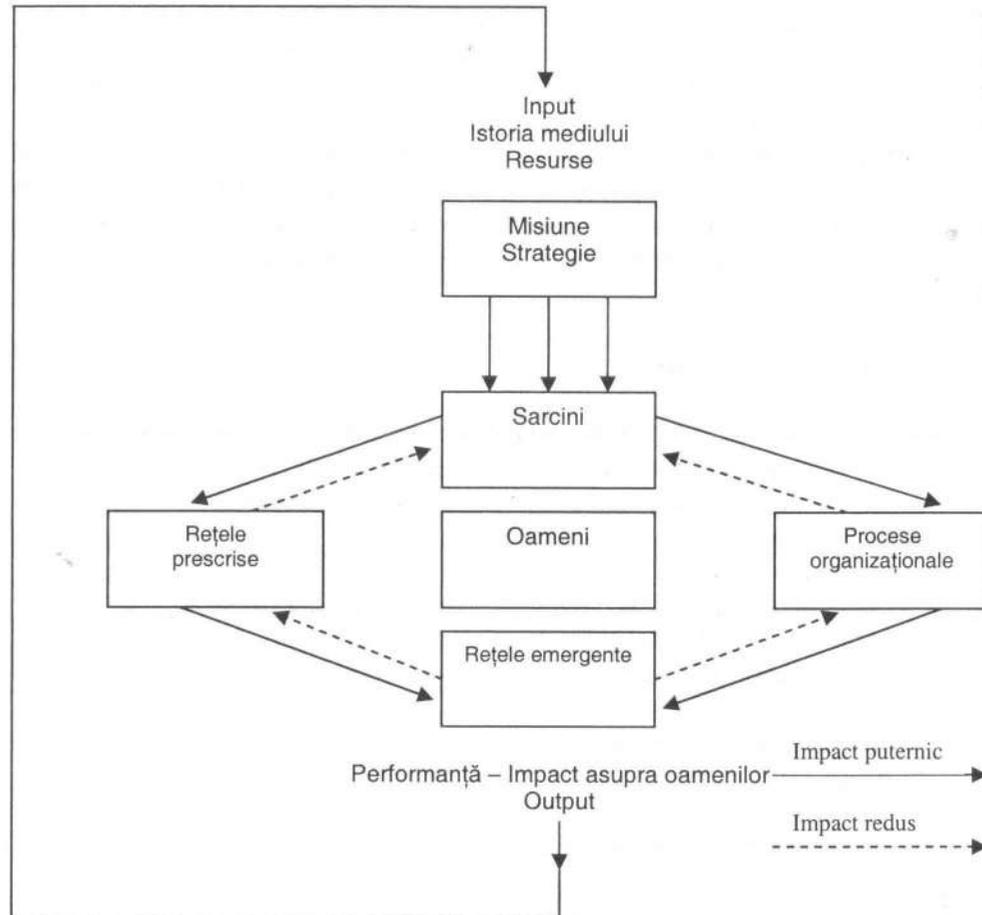 Input
Istoria mediului
Resurse
Misiune
Strategie
Sarcini
Rețele
prescrise
Oameni
Procese
organizaționale
Rețele emergente
Impact puternic
Performanță – Impact asupra oamenilor
Output
Impact redus